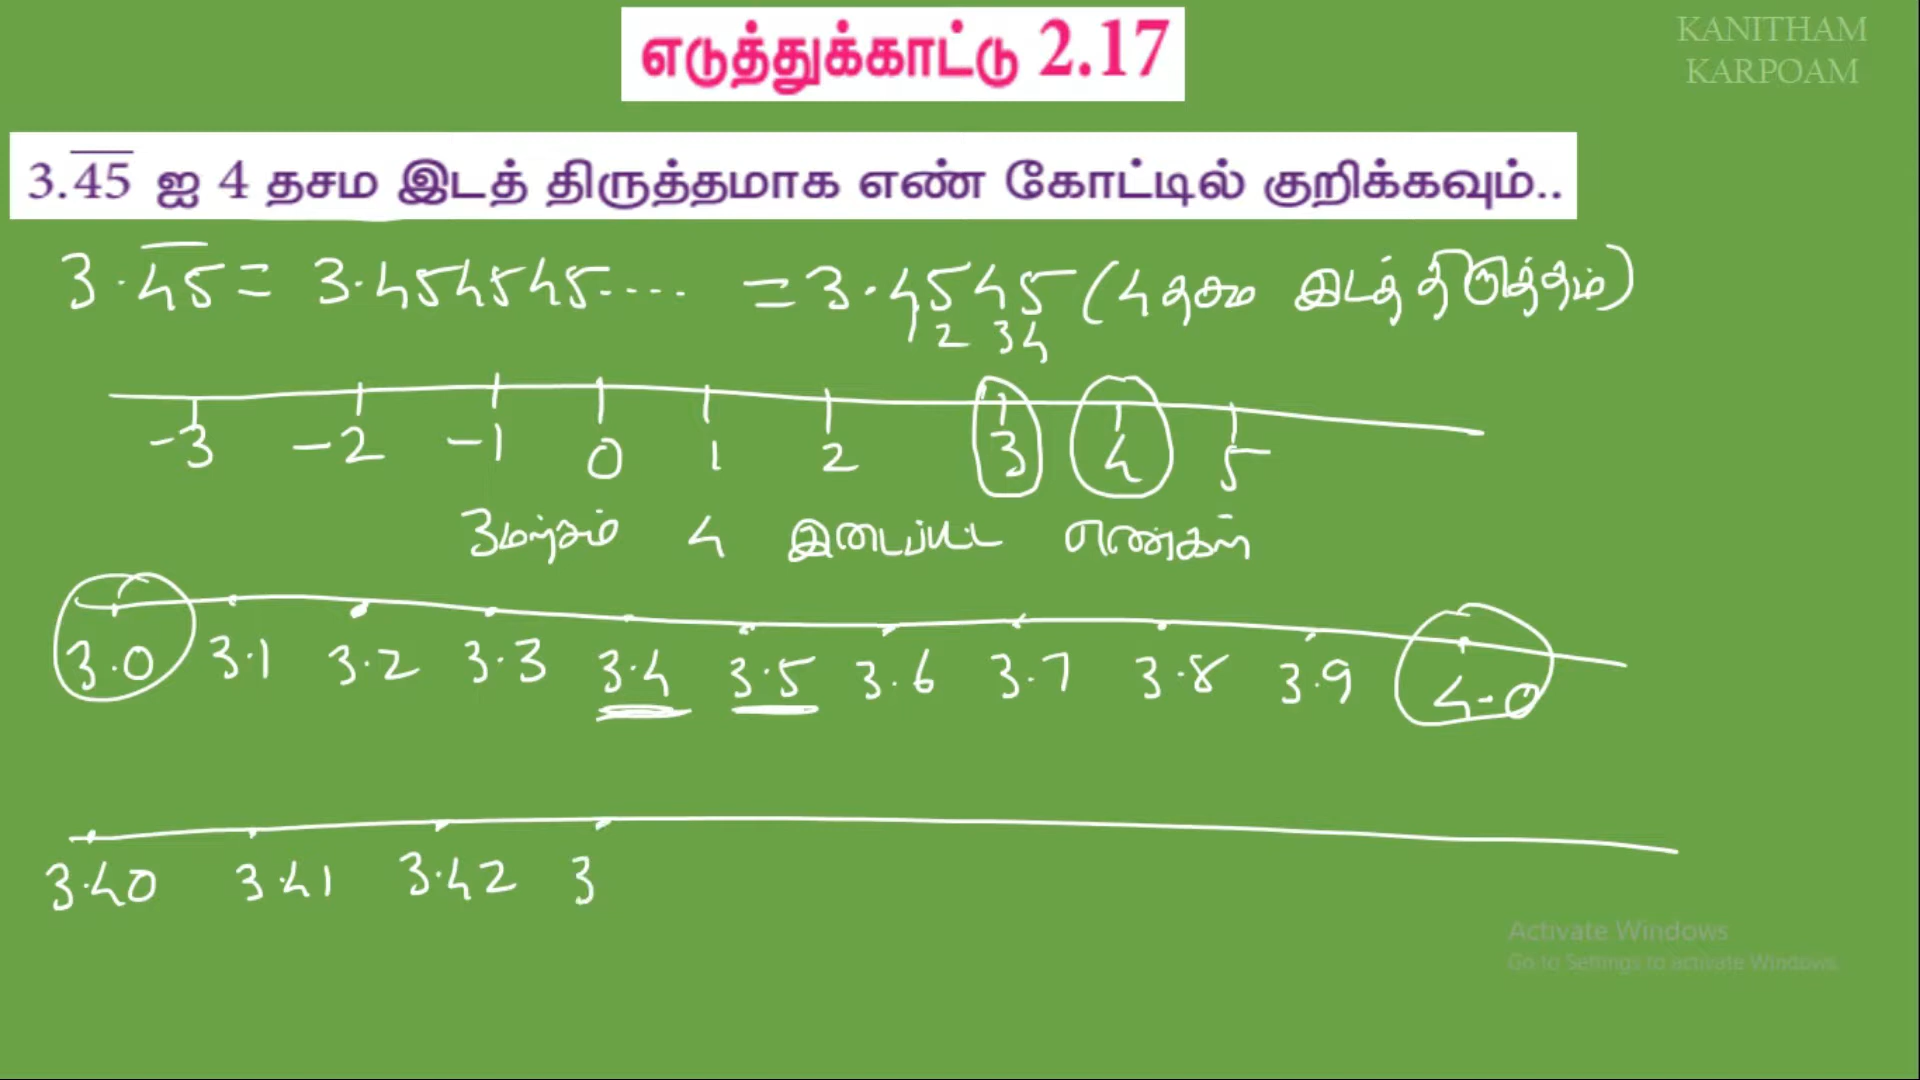 எடுத்துக்காட்டு 2.17
KANITHAM
KARPOAM
3.4̅5̅ ஐ 4 தசம இடத் திருத்தமாக எண் கோட்டில் குறிக்கவும்..
3.4̅5̅ = 3.454545.... = 3.4545 (4 தசம இடத் திருத்தம்)
2 3 4
-3 -2 -1 0 1 2 3 4 5
3 மற்றும் 4 இடைப்பட்ட எண்கள்
3.0 3.1 3.2 3.3 3.4 3.5 3.6 3.7 3.8 3.9 4.0
3.40 3.41 3.42 3
Activate Windows
Go to Settings to activate Windows.